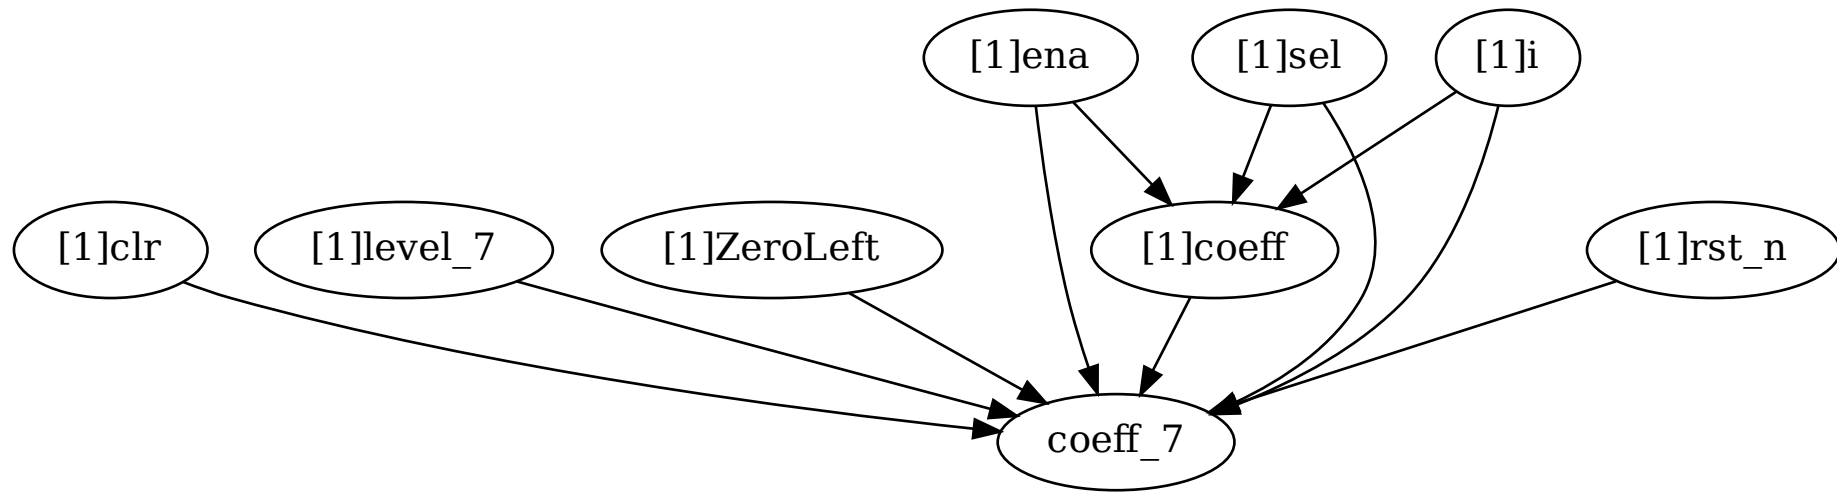 [1]ena
[1]sel
[1]i
[1]clr
[1]level_7
[1]ZeroLeft
[1]coeff
[1]rst_n
coeff_7